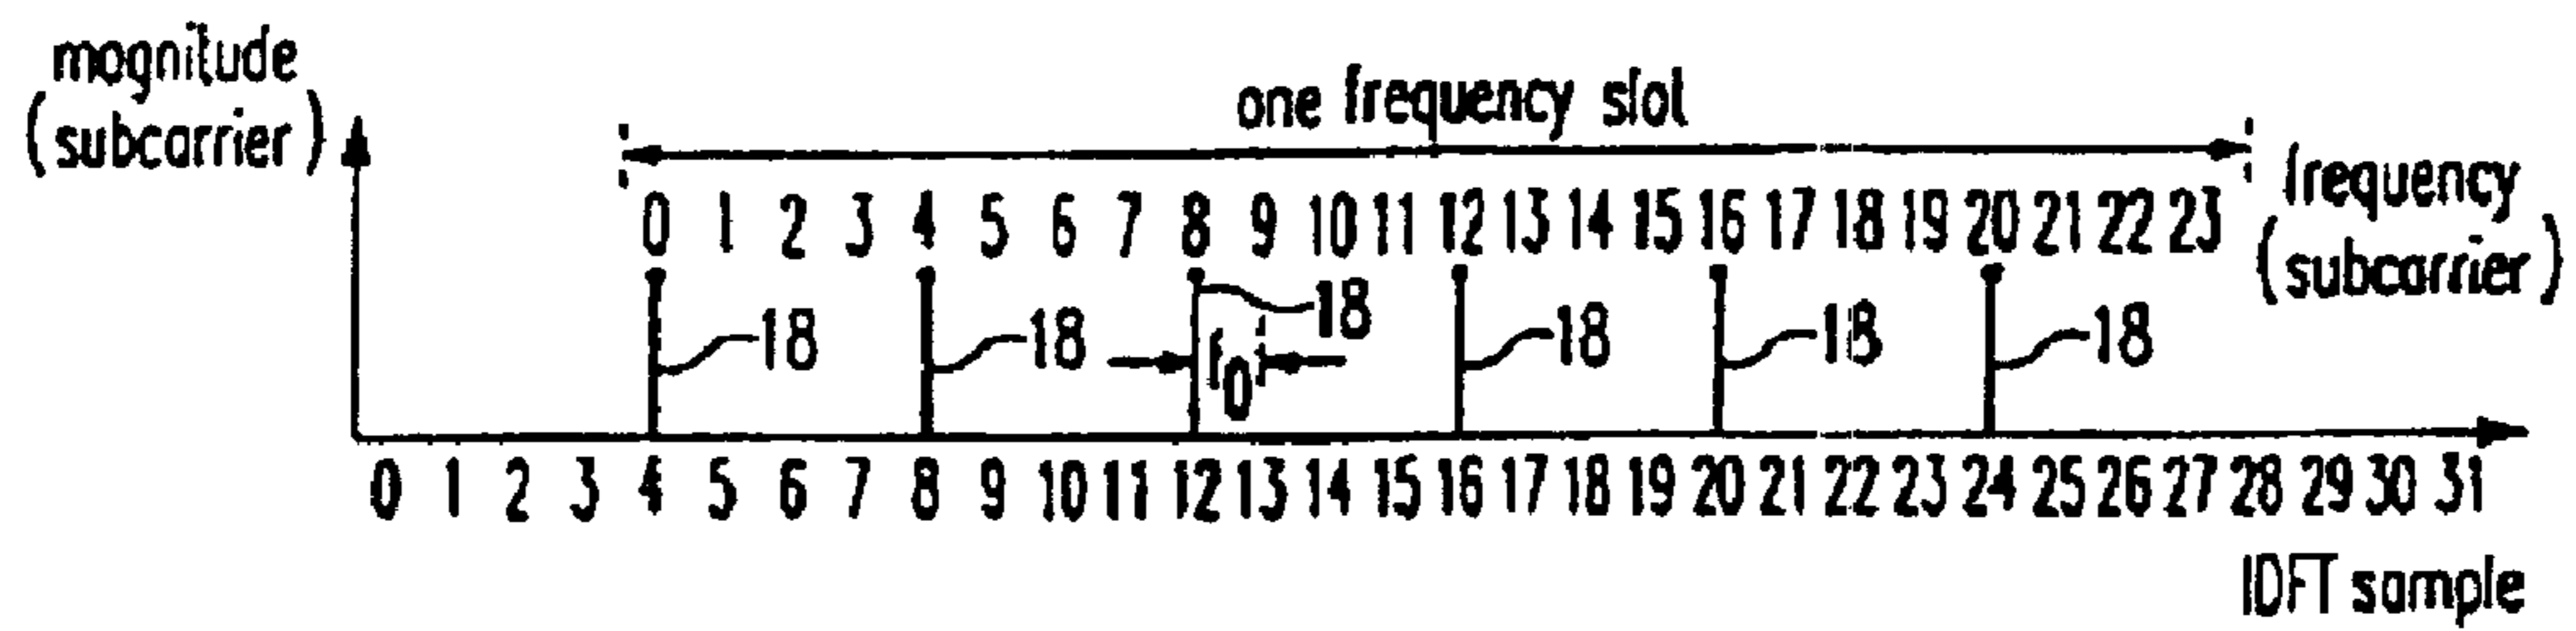 magnitude
(subcarrier)
one frequency slot
frequency
(subcarrier)
0 1 2 3 4 5 6 7 8 9 10 11 12 13 14 15 16 17 18 19 20 21 22 23
18 18 18 18 18 18
f0
0 1 2 3 4 5 6 7 8 9 10 11 12 13 14 15 16 17 18 19 20 21 22 23 24 25 26 27 28 29 30 31
IDFT sample